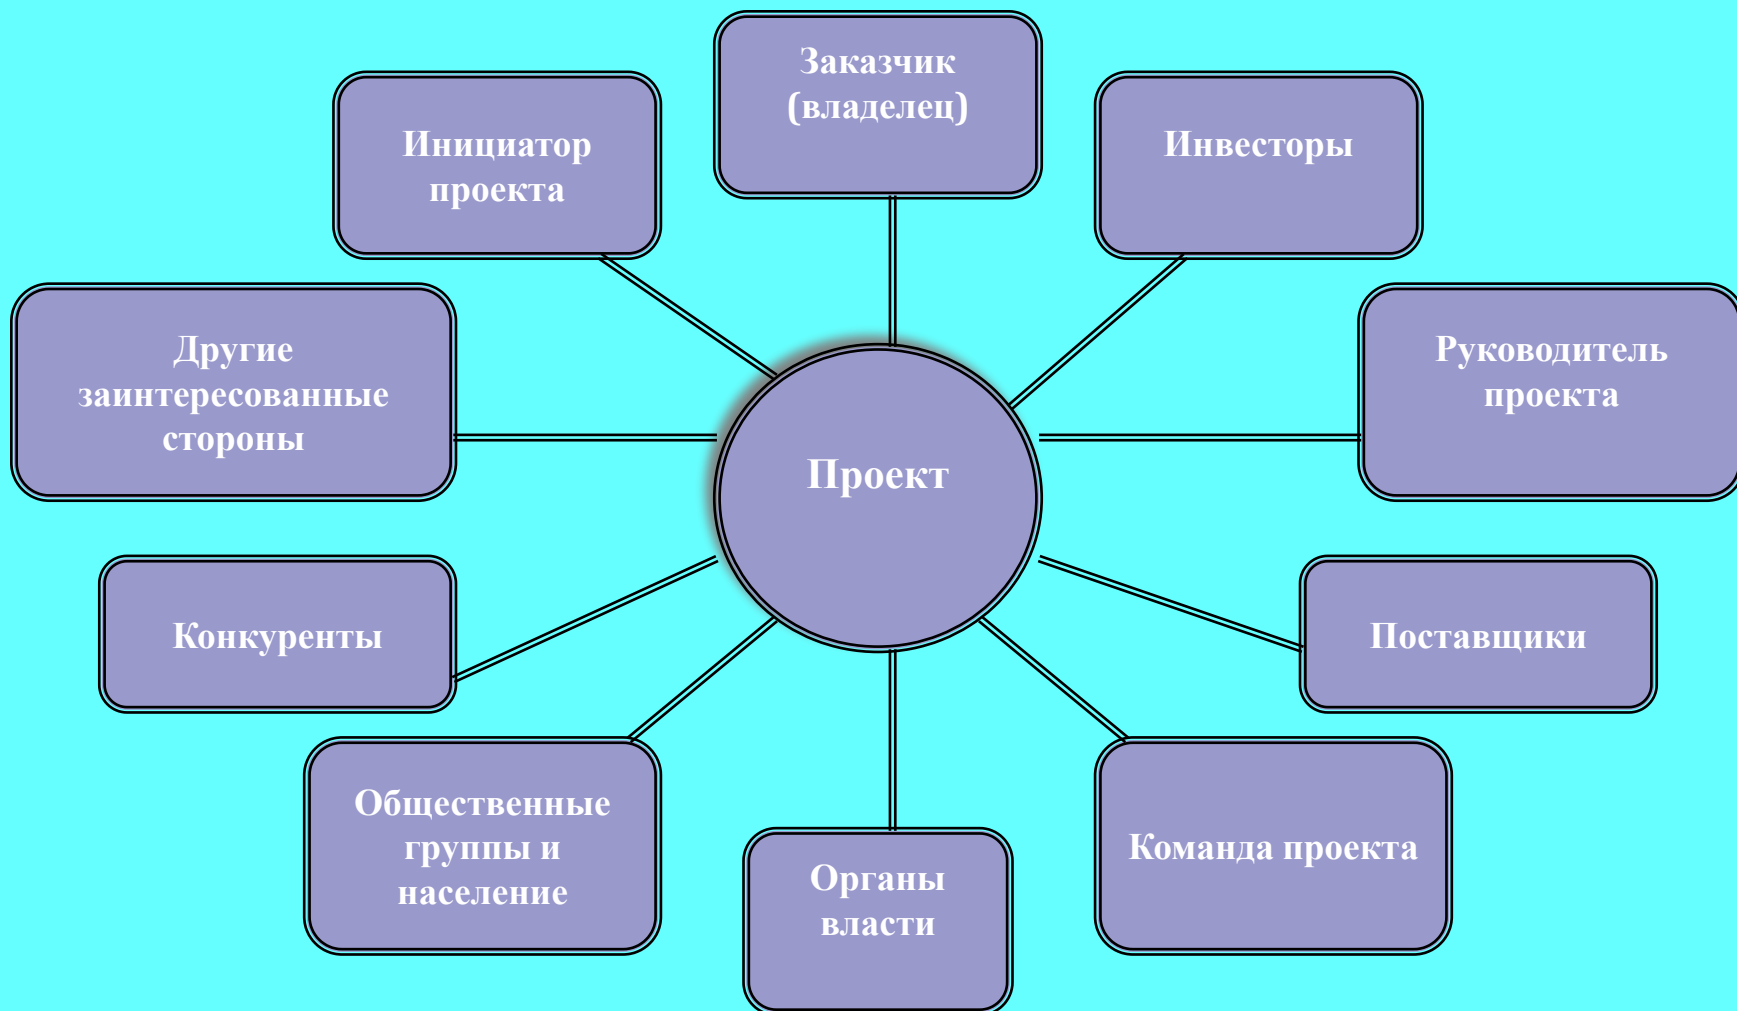 Заказчик
(владелец)
Инициатор
проекта
Инвесторы
Другие
заинтересованные
стороны
Руководитель
проекта
Проект
Конкуренты
Поставщики
Общественные
группы и
население
Органы
власти
Команда проекта